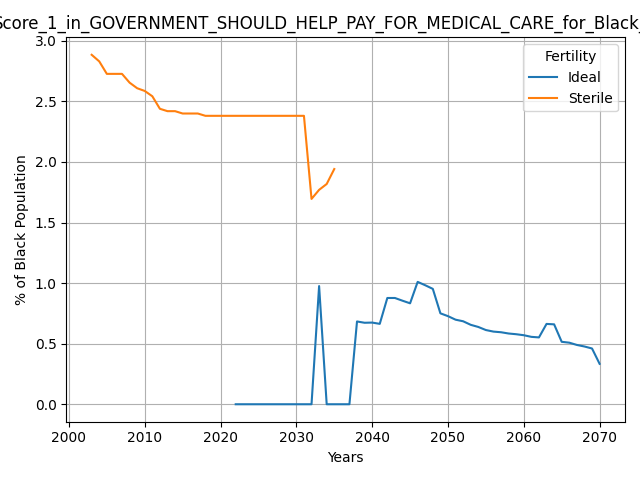 Score_1_in_GOVERNMENT_SHOULD_HELP_PAY_FOR_MEDICAL_CARE_for_Black_
3.0
2.5
2.0
1.5
1.0
0.5
0.0
% of Black Population
Fertility
Ideal
Sterile
2000 2010 2020 2030 2040 2050 2060 2070
Years